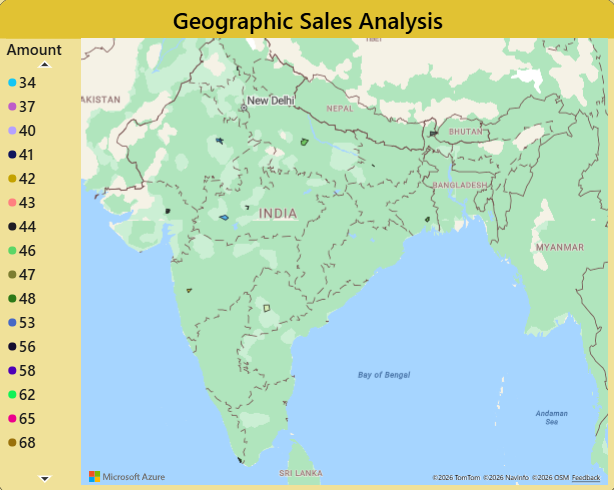 Geographic Sales Analysis
Amount
34
37
40
41
42
43
44
46
47
48
53
56
58
62
65
68
AKISTAN
New Delhi
NEPAL
BHUTAN
BANGLADESH
INDIA
MYANMAR
Bay of Bengal
Andaman
Sea
SRI LANKA
Microsoft Azure
©2026 TomTom ©2026 NavInfo ©2026 OSM Feedback